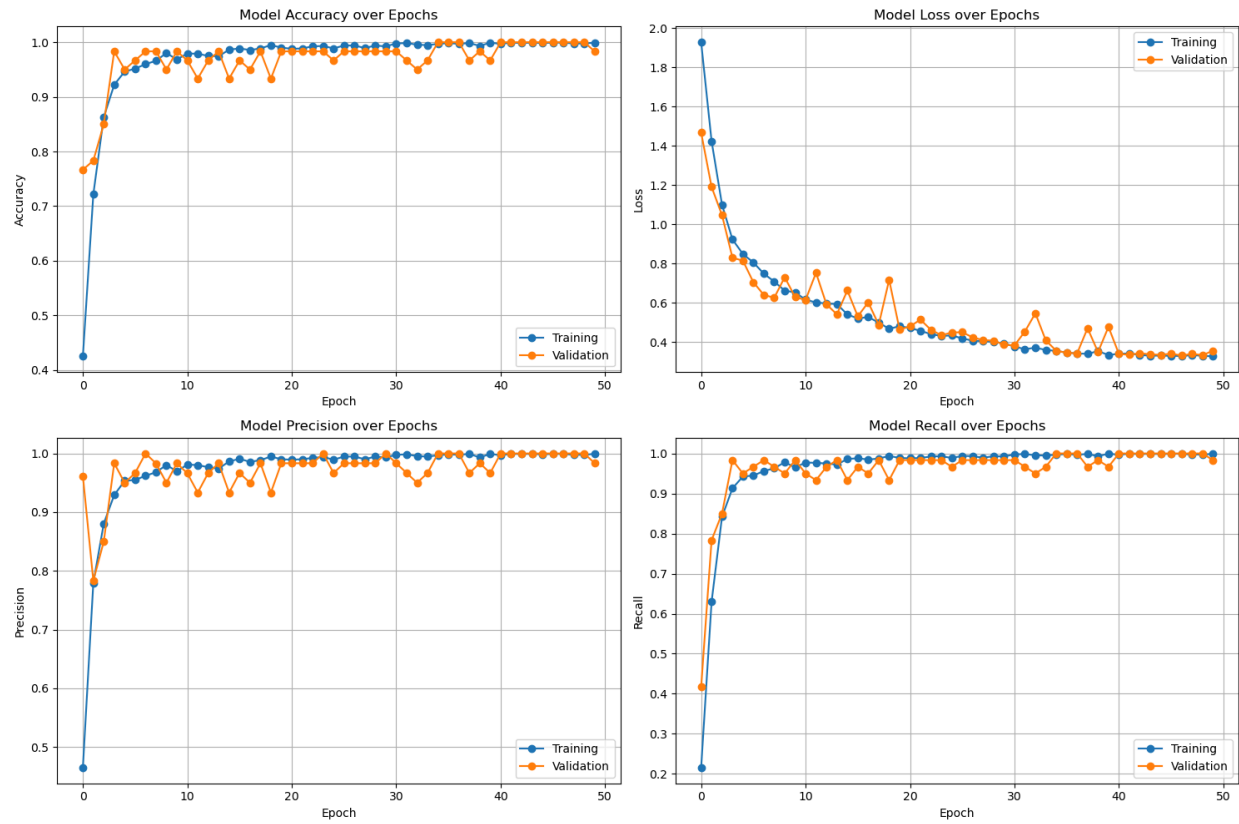 Model Accuracy over Epochs
1.0
0.9
0.8
0.7
0.6
0.5
0.4
Accuracy
0 10 20 30 40 50
Epoch
Training
Validation
Model Loss over Epochs
2.0
1.8
1.6
1.4
1.2
1.0
0.8
0.6
0.4
Loss
0 10 20 30 40 50
Epoch
Training
Validation
Model Precision over Epochs
1.0
0.9
0.8
0.7
0.6
0.5
Precision
0 10 20 30 40 50
Epoch
Training
Validation
Model Recall over Epochs
1.0
0.9
0.8
0.7
0.6
0.5
0.4
0.3
0.2
Recall
0 10 20 30 40 50
Epoch
Training
Validation